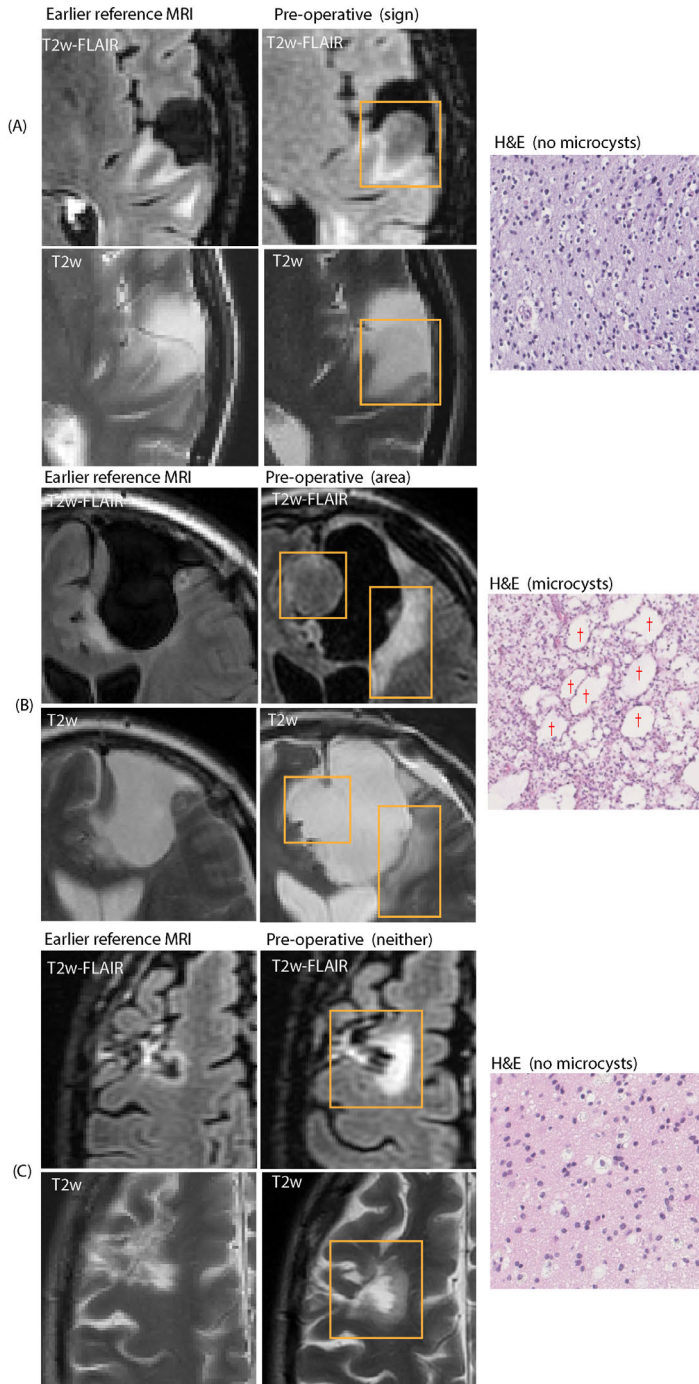 Earlier reference MRI
Pre-operative (sign)
T2w-FLAIR
T2w-FLAIR
(A)
H&E (no microcysts)
T2w
T2w
Earlier reference MRI
Pre-operative (area)
T2w-FLAIR
T2w-FLAIR
H&E (microcysts)
† † † † † † †
(B)
T2w
T2w
Earlier reference MRI
Pre-operative (neither)
T2w-FLAIR
T2w-FLAIR
H&E (no microcysts)
(C)
T2w
T2w